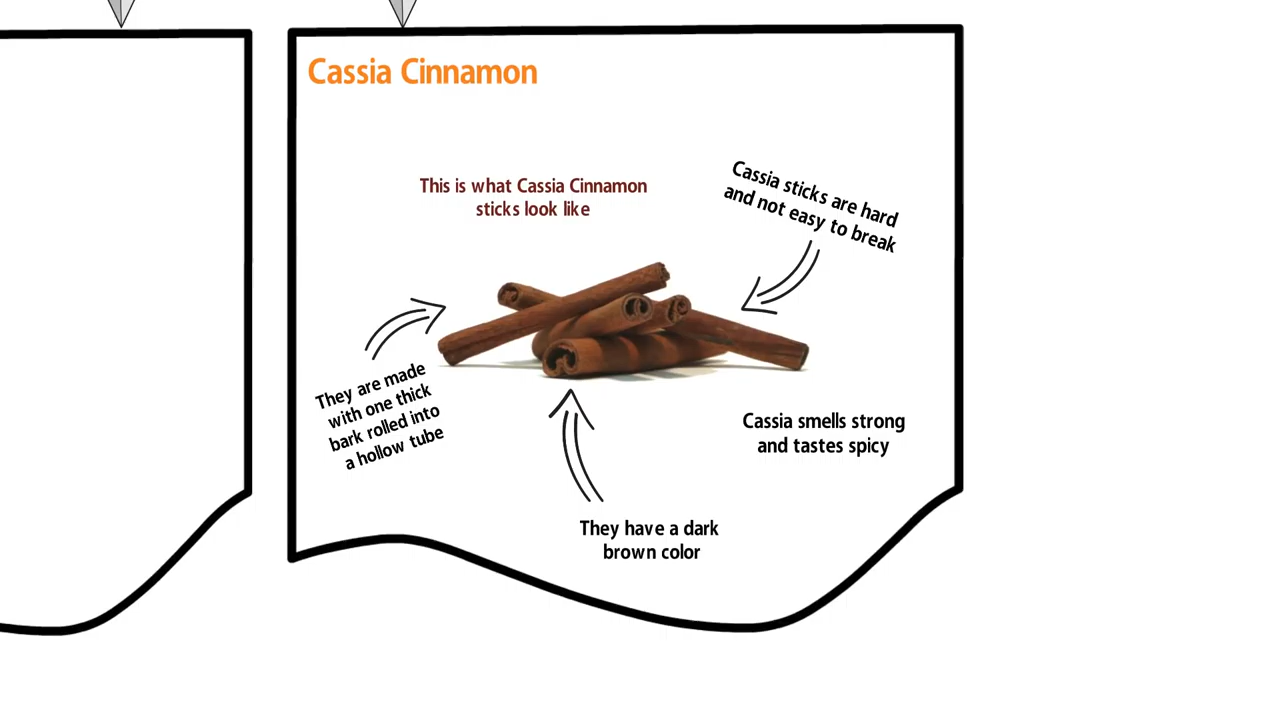 Cassia Cinnamon
This is what Cassia Cinnamon
sticks look like
Cassia sticks are hard
and not easy to break
They are made
with one thick
bark rolled into
a hollow tube
Cassia smells strong
and tastes spicy
They have a dark
brown color